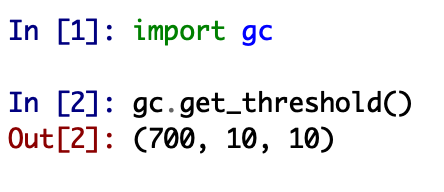 In [1]: import gc
In [2]: gc.get_threshold()
Out[2]: (700, 10, 10)